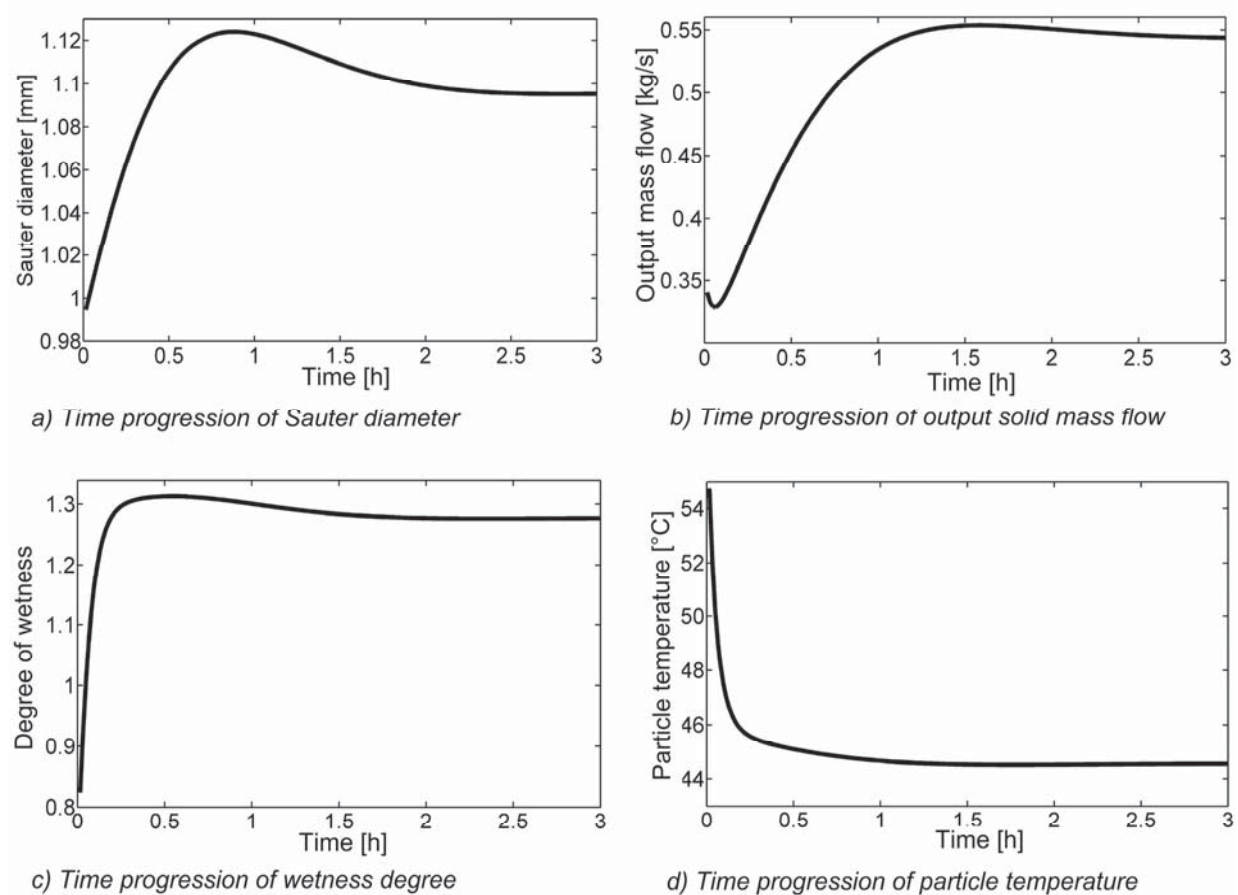 1.12
1.1
1.08
1.06
1.04
1.02
1
0.98
Sauter diameter [mm]
0 0.5 1 1.5 2 2.5 3
Time [h]
a) Time progression of Sauter diameter
0.55
0.5
0.45
0.4
0.35
Output mass flow [kg/s]
0 0.5 1 1.5 2 2.5 3
Time [h]
b) Time progression of output solid mass flow
1.3
1.2
1.1
1
0.9
0.8
Degree of wetness
0 0.5 1 1.5 2 2.5 3
Time [h]
c) Time progression of wetness degree
54
52
50
48
46
44
Particle temperature [°C]
0 0.5 1 1.5 2 2.5 3
Time [h]
d) Time progression of particle temperature